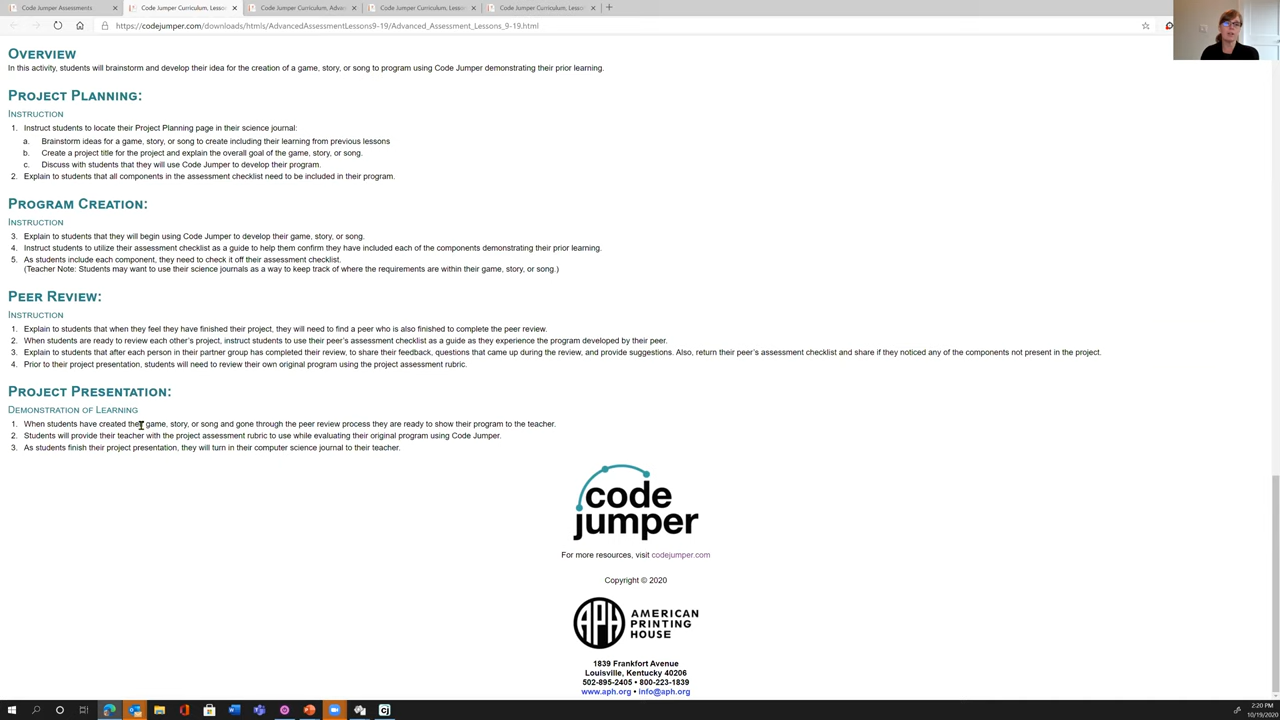 Code Jumper Assessments
Code Jumper Curriculum, Lesso
Code Jumper Curriculum, Advan
Code Jumper Curriculum, Lesson
Code Jumper Curriculum, Lesso
https://codejumper.com/downloads/htmls/AdvancedAssessmentLessons9-19/Advanced_Assessment_Lessons_9-19.html
OVERVIEW
In this activity, students will brainstorm and develop their idea for the creation of a game, story, or song to program using Code Jumper demonstrating their prior learning.
PROJECT PLANNING:
INSTRUCTION
1. Instruct students to locate their Project Planning page in their science journal:
a. Brainstorm ideas for a game, story, or song to create including their learning from previous lessons
b. Create a project title for the project and explain the overall goal of the game, story, or song.
c. Discuss with students that they will use Code Jumper to develop their program.
2. Explain to students that all components in the assessment checklist need to be included in their program.
PROGRAM CREATION:
INSTRUCTION
3. Explain to students that they will begin using Code Jumper to develop their game, story, or song.
4. Instruct students to utilize their assessment checklist as a guide to help them confirm they have included each of the components demonstrating their prior learning.
5. As students include each component, they need to check it off their assessment checklist.
(Teacher Note: Students may want to use their science journals as a way to keep track of where the requirements are within their game, story, or song.)
PEER REVIEW:
INSTRUCTION
1. Explain to students that when they feel they have finished their project, they will need to find a peer who is also finished to complete the peer review.
2. When students are ready to review each other's project, instruct students to use their peer's assessment checklist as a guide as they experience the program developed by their peer.
3. Explain to students that after each person in their partner group has completed their review, to share their feedback, questions that came up during the review, and provide suggestions. Also, return their peer's assessment checklist and share if they noticed any of the components not present in the project.
4. Prior to their project presentation, students will need to review their own original program using the project assessment rubric.
PROJECT PRESENTATION:
DEMONSTRATION OF LEARNING
1. When students have created their game, story, or song and gone through the peer review process they are ready to show their program to the teacher.
2. Students will provide their teacher with the project assessment rubric to use while evaluating their original program using Code Jumper.
3. As students finish their project presentation, they will turn in their computer science journal to their teacher.
code
jumper
For more resources, visit codejumper.com
Copyright © 2020
APH AMERICAN
PRINTING
HOUSE
1839 Frankfort Avenue
Louisville, Kentucky 40206
502-895-2405 • 800-223-1839
www.aph.org • info@aph.org
2:20 PM
10/19/2020